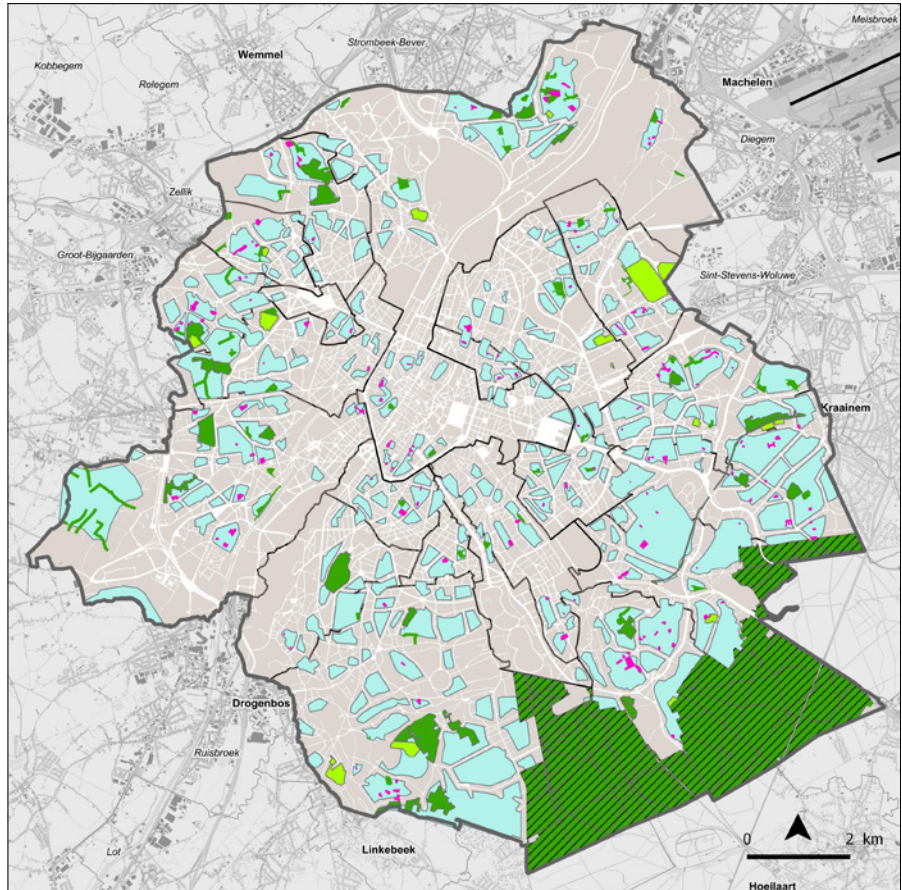 Meisbroek
Strombeek-Bever
Wemmel
Kobbegem
Relegem
Machelen
Diegem
Zellik
Groot-Bijgaarden
Sint-Stevens-Woluwe
Kraainem
Drogenbos
Ruisbroek
Lot
Linkebeek
0 2 km
Hoeilaart